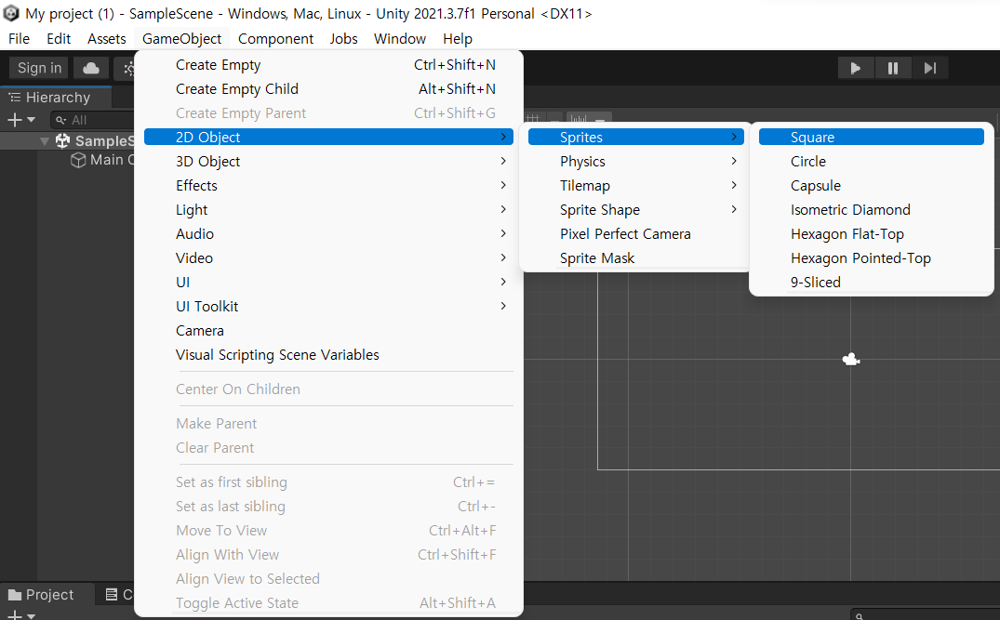 My project (1) - SampleScene - Windows, Mac, Linux - Unity 2021.3.7f1 Personal <DX11>
File Edit Assets GameObject Component Jobs Window Help
Sign in
Hierarchy
All
SampleS
Main C
Create Empty Ctrl+Shift+N
Create Empty Child Alt+Shift+N
Create Empty Parent Ctrl+Shift+G
2D Object
3D Object
Effects
Light
Audio
Video
UI
UI Toolkit
Camera
Visual Scripting Scene Variables
Center On Children
Make Parent
Clear Parent
Set as first sibling Ctrl+=
Set as last sibling Ctrl+-
Move To View Ctrl+Alt+F
Align With View Ctrl+Shift+F
Align View to Selected
Toggle Active State Alt+Shift+A
Sprites
Physics
Tilemap
Sprite Shape
Pixel Perfect Camera
Sprite Mask
Square
Circle
Capsule
Isometric Diamond
Hexagon Flat-Top
Hexagon Pointed-Top
9-Sliced
Project C